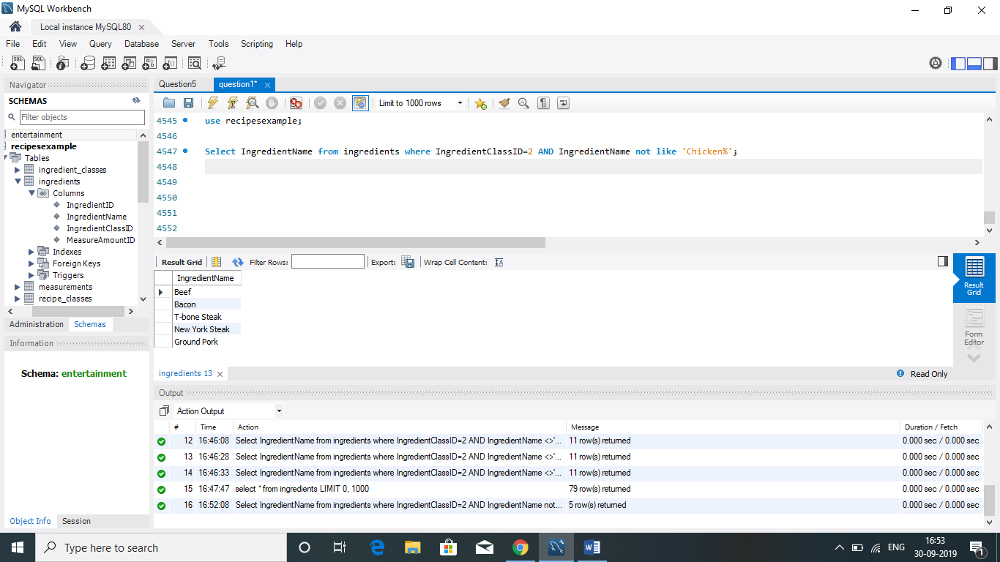 MySQL Workbench
Local instance MySQL80
File Edit View Query Database Server Tools Scripting Help
Navigator
SCHEMAS
Filter objects
entertainment
recipesexample
Tables
ingredient_classes
ingredients
Columns
IngredientID
IngredientName
IngredientClassID
MeasureAmountID
Indexes
Foreign Keys
Triggers
measurements
recipe_classes
Administration Schemas
Information
Schema: entertainment
Object Info Session
Question5 question1*
Limit to 1000 rows
4545 use recipesexample;
4546
4547 Select IngredientName from ingredients where IngredientClassID=2 AND IngredientName not like 'Chicken%';
4548
4549
4550
4551
4552
Result Grid Filter Rows: Export: Wrap Cell Content:
IngredientName
Beef
Bacon
T-bone Steak
New York Steak
Ground Pork
Result
Grid
Form
Editor
ingredients 13
Read Only
Output
Action Output
# Time Action Message Duration / Fetch
12 16:46:08 Select IngredientName from ingredients where IngredientClassID=2 AND IngredientName <>'... 11 row(s) returned 0.000 sec / 0.000 sec
13 16:46:28 Select IngredientName from ingredients where IngredientClassID=2 AND IngredientName <>'... 11 row(s) returned 0.000 sec / 0.000 sec
14 16:46:33 Select IngredientName from ingredients where IngredientClassID=2 AND IngredientName <>'... 11 row(s) returned 0.000 sec / 0.000 sec
15 16:47:47 select * from ingredients LIMIT 0, 1000 79 row(s) returned 0.000 sec / 0.000 sec
16 16:52:08 Select IngredientName from ingredients where IngredientClassID=2 AND IngredientName not... 5 row(s) returned 0.000 sec / 0.000 sec
Type here to search
ENG
16:53
30-09-2019
1